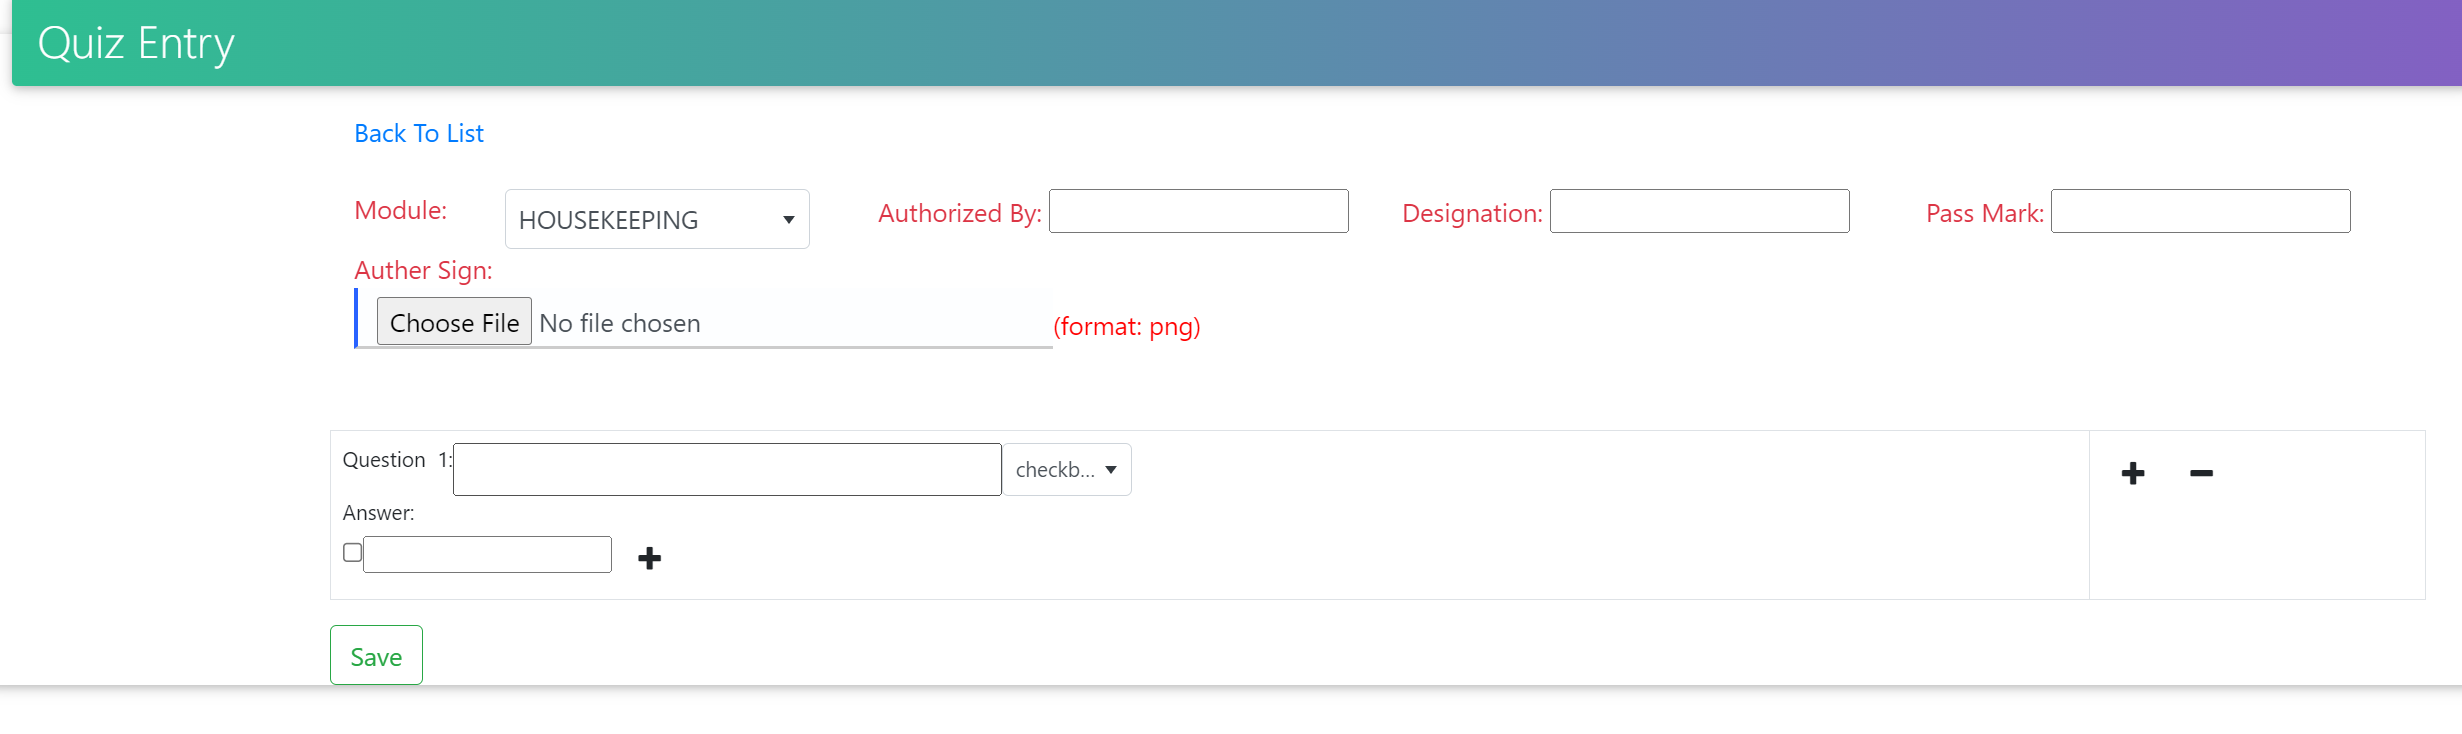 Quiz Entry
Back To List
Module: HOUSEKEEPING Authorized By: Designation: Pass Mark:
Auther Sign:
Choose File No file chosen (format: png)
Question 1: checkb...
Answer:
Save